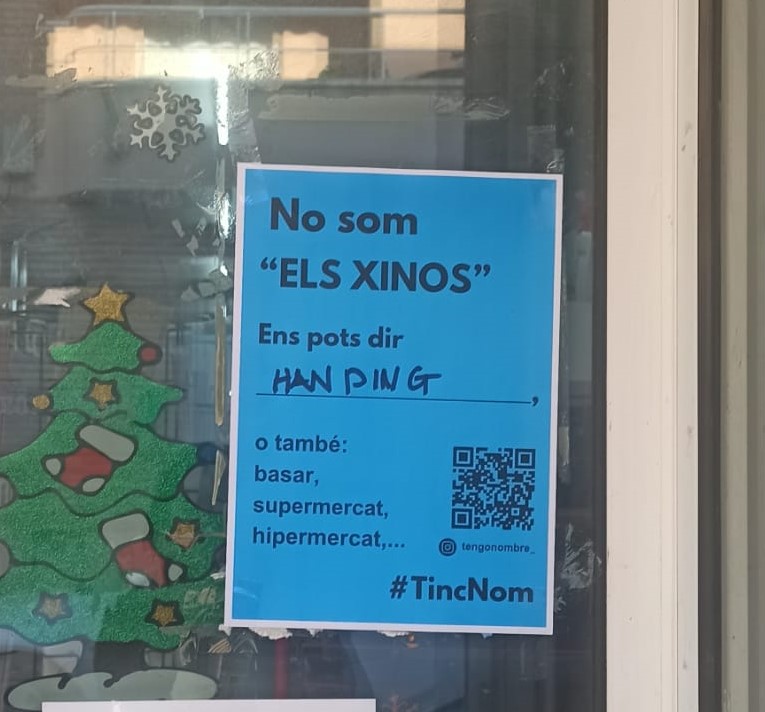 No som
“ELS XINOS”
Ens pots dir
HAN DING,
o també:
basar,
supermercat,
hipermercat,...
tengonombre_
#TincNom